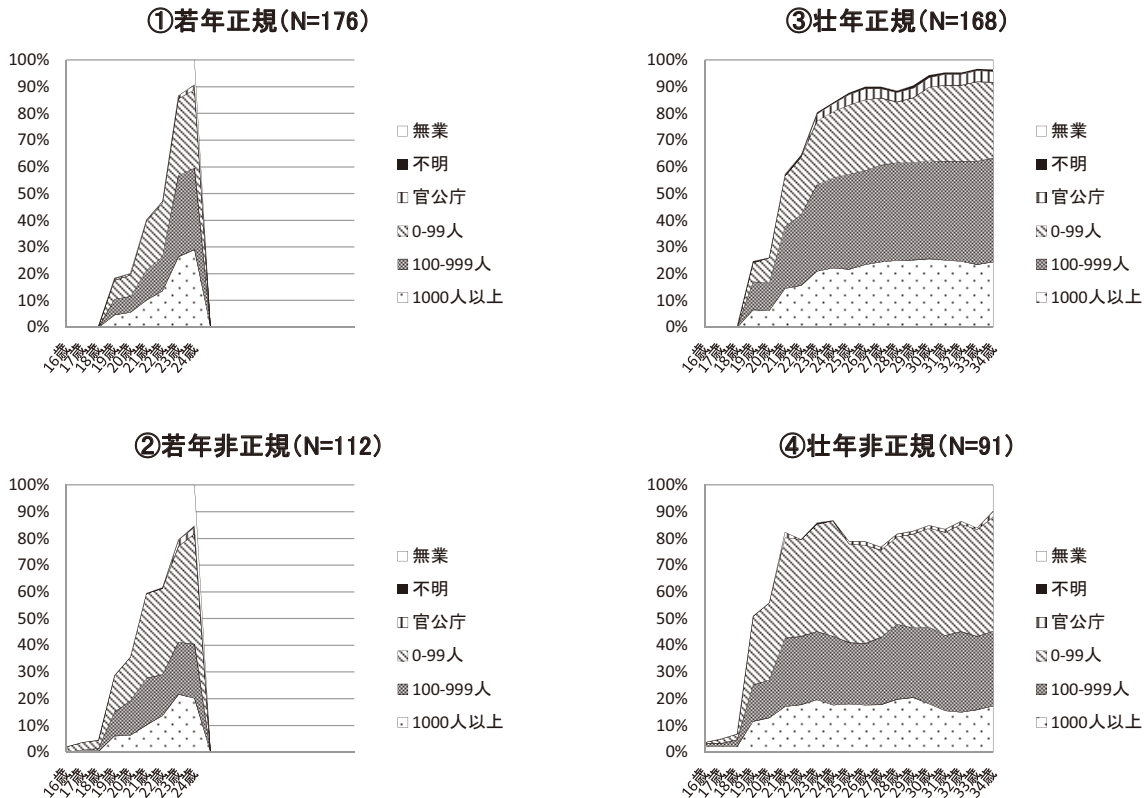 ①若年正規(N=176)
100%
90%
80%
70%
60%
50%
40%
30%
20%
10%
0%
16歳
17歳
18歳
19歳
20歳
21歳
22歳
23歳
24歳
無業
不明
官公庁
0-99人
100-999人
1000人以上
③壮年正規(N=168)
100%
90%
80%
70%
60%
50%
40%
30%
20%
10%
0%
16歳
17歳
18歳
19歳
20歳
21歳
22歳
23歳
24歳
25歳
26歳
27歳
28歳
29歳
30歳
31歳
32歳
33歳
34歳
無業
不明
官公庁
0-99人
100-999人
1000人以上
②若年非正規(N=112)
100%
90%
80%
70%
60%
50%
40%
30%
20%
10%
0%
16歳
17歳
18歳
19歳
20歳
21歳
22歳
23歳
24歳
無業
不明
官公庁
0-99人
100-999人
1000人以上
④壮年非正規(N=91)
100%
90%
80%
70%
60%
50%
40%
30%
20%
10%
0%
16歳
17歳
18歳
19歳
20歳
21歳
22歳
23歳
24歳
25歳
26歳
27歳
28歳
29歳
30歳
31歳
32歳
33歳
34歳
無業
不明
官公庁
0-99人
100-999人
1000人以上